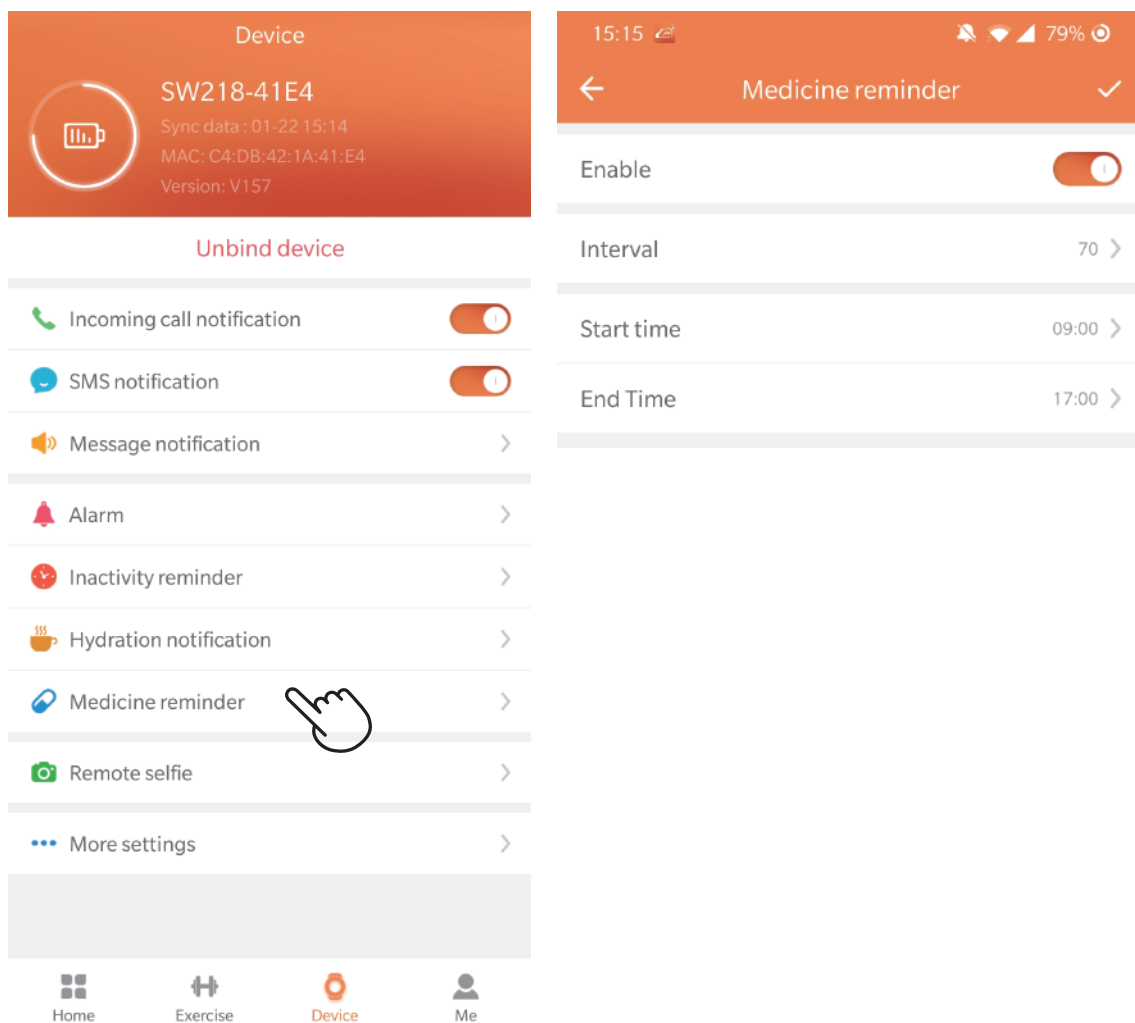 Device
SW218-41E4
Sync data : 01-22 15:14
MAC: C4:DB:42:1A:41:E4
Version: V157
Unbind device
Incoming call notification
SMS notification
Message notification
Alarm
Inactivity reminder
Hydration notification
Medicine reminder
Remote selfie
More settings
Home Exercise Device Me
15:15 79%
Medicine reminder
Enable
Interval 70
Start time 09:00
End Time 17:00